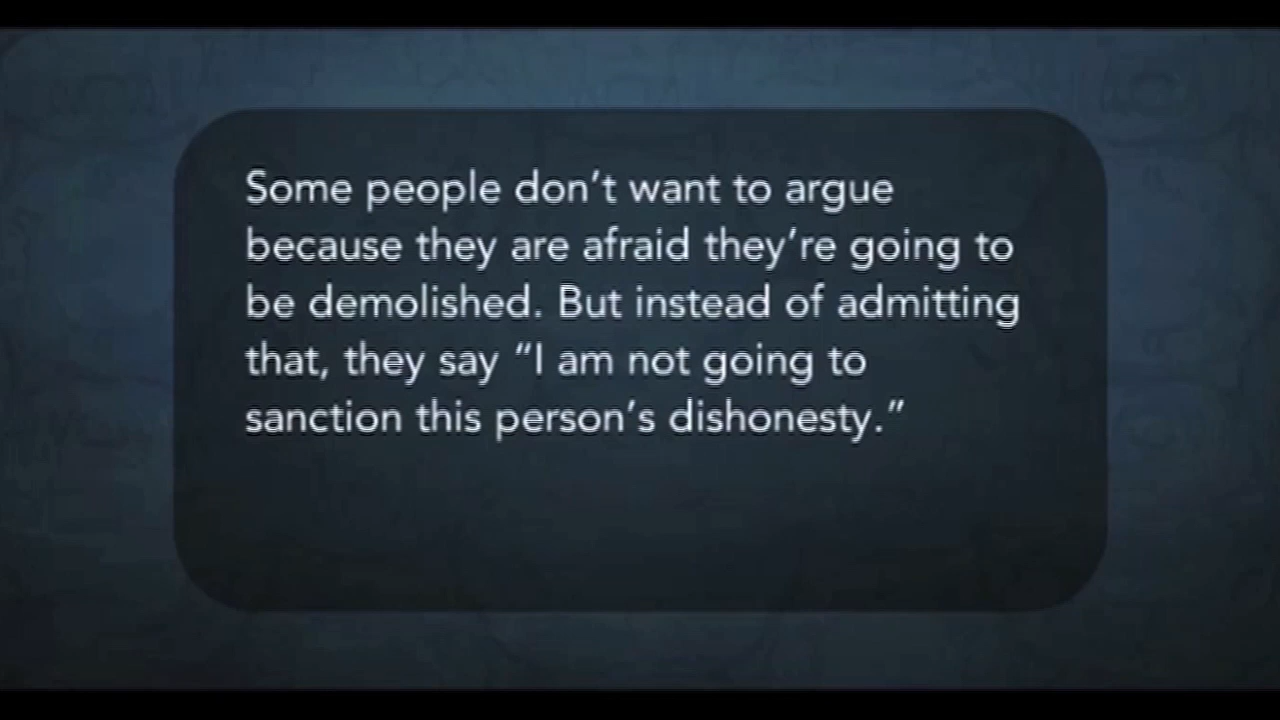 Some people don’t want to argue
because they are afraid they’re going to
be demolished. But instead of admitting
that, they say “I am not going to
sanction this person’s dishonesty.”